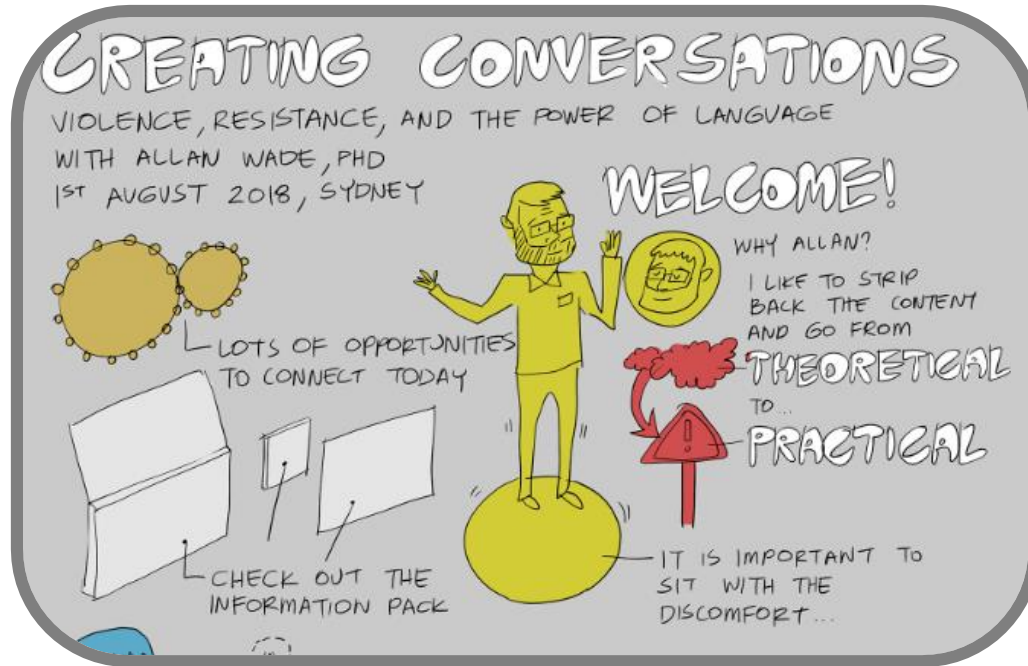 CREATING CONVERSATIONS
VIOLENCE, RESISTANCE, AND THE POWER OF LANGUAGE
WITH ALLAN WADE, PHD
1ST AUGUST 2018, SYDNEY
WELCOME!
WHY ALLAN?
I LIKE TO STRIP
BACK THE CONTENT
AND GO FROM
THEORETICAL
TO...
PRACTICAL
!
LOTS OF OPPORTUNITIES
TO CONNECT TODAY
CHECK OUT THE
INFORMATION PACK
IT IS IMPORTANT TO
SIT WITH THE
DISCOMFORT...